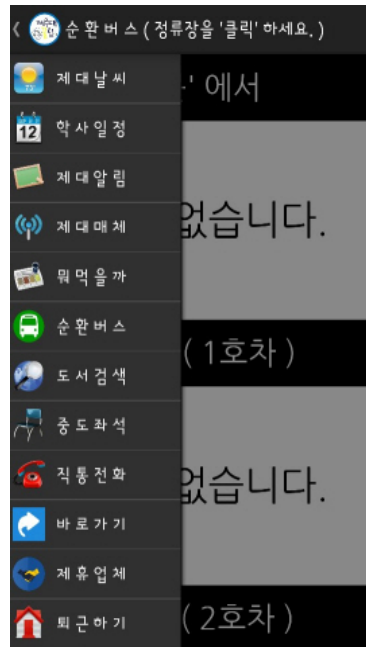 순환버스 (정류장을 '클릭' 하세요.)
제대날씨
' 에서
12
학사일정
제대알림
없습니다.
제대매체
뭐먹을까
순환버스
( 1호차 )
도서검색
중도좌석
직통전화
없습니다.
바로가기
제휴업체
퇴근하기
( 2호차 )